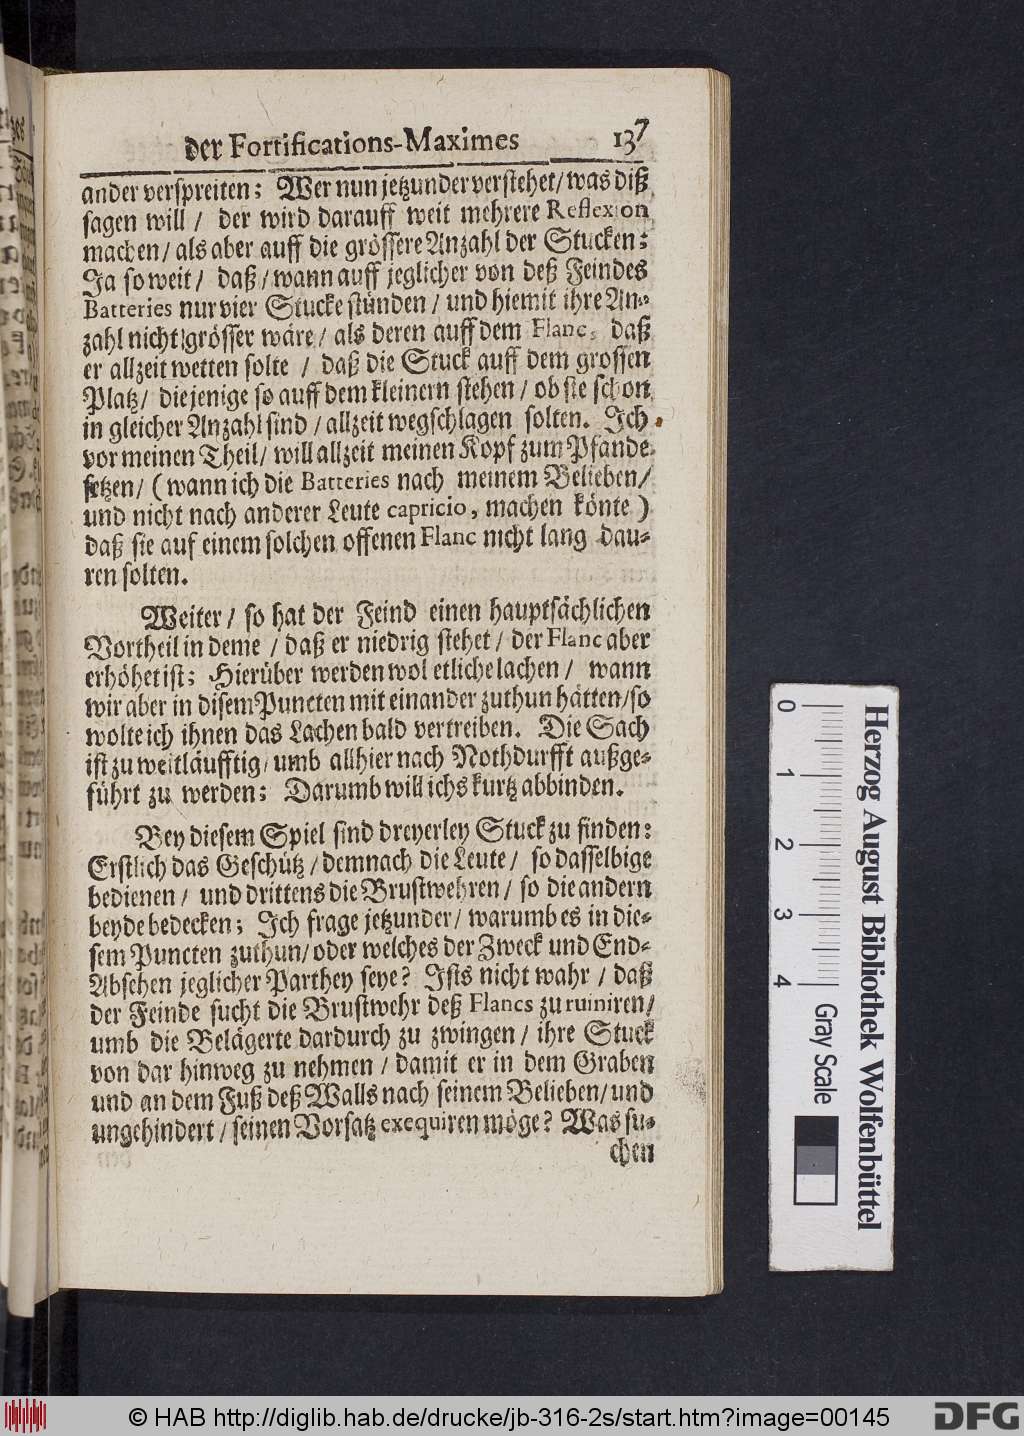 der Fortifications-Maximes 137
ander verspreiten; Wer nun jetzunder verstehet/ was diß
sagen will / der wird darauff weit mehrere Reflexion
machen/ als aber auff die grössere Anzahl der Stucken:
Ja so weit / daß / wann auff jeglicher von deß Feindes
Batteries nur vier Stucke stünden / und hiemit ihre An-
zahl nicht grösser wäre / als deren auff dem Flanc, daß
er allzeit wetten solte / daß die Stuck auff dem grossen
Platz/ diejenige so auff dem kleinern stehen / ob sie schon
in gleicher Anzahl sind / allzeit wegschlagen solten. Ich
vor meinen Theil/ will allzeit meinen Kopf zum Pfande
setzen/ (wann ich die Batteries nach meinem Belieben/
und nicht nach anderer Leute capricio, machen könte)
daß sie auf einem solchen offenen Flanc nicht lang dau-
ren solten.
Weiter / so hat der Feind einen hauptsächlichen
Vortheil in deme / daß er niedrig stehet / der Flanc aber
erhöhet ist; Hierüber werden wol etliche lachen / wann
wir aber in disem Puncten mit einander zuthun hätten/so
wolte ich ihnen das Lachen bald vertreiben. Die Sach
ist zu weitläufftig/ umb allhier nach Nothdurfft außge-
führt zu werden; Darumb will ichs kurtz abbinden.
Bey diesem Spiel sind dreyerley Stuck zu finden:
Erstlich das Geschütz / demnach die Leute / so dasselbige
bedienen / und drittens die Brustwehren / so die andern
beyde bedecken; Ich frage jetzunder/ warumb es in die-
sem Puncten zuthun/ oder welches der Zweck und End-
Absehen jeglicher Parthey seye? Ists nicht wahr / daß
der Feinde sucht die Brustwehr deß Flancs zu ruiniren/
umb die Belägerte dardurch zu zwingen / ihre Stuck
von dar hinweg zu nehmen / damit er in dem Graben
und an dem Fuß deß Walls nach seinem Belieben/ und
ungehindert / seinen Vorsatz exequiren möge? Was su-
chen
0 1 2 3 4 Gray Scale
Herzog August Bibliothek Wolfenbüttel
© HAB http://diglib.hab.de/drucke/jb-316-2s/start.htm?image=00145
DFG